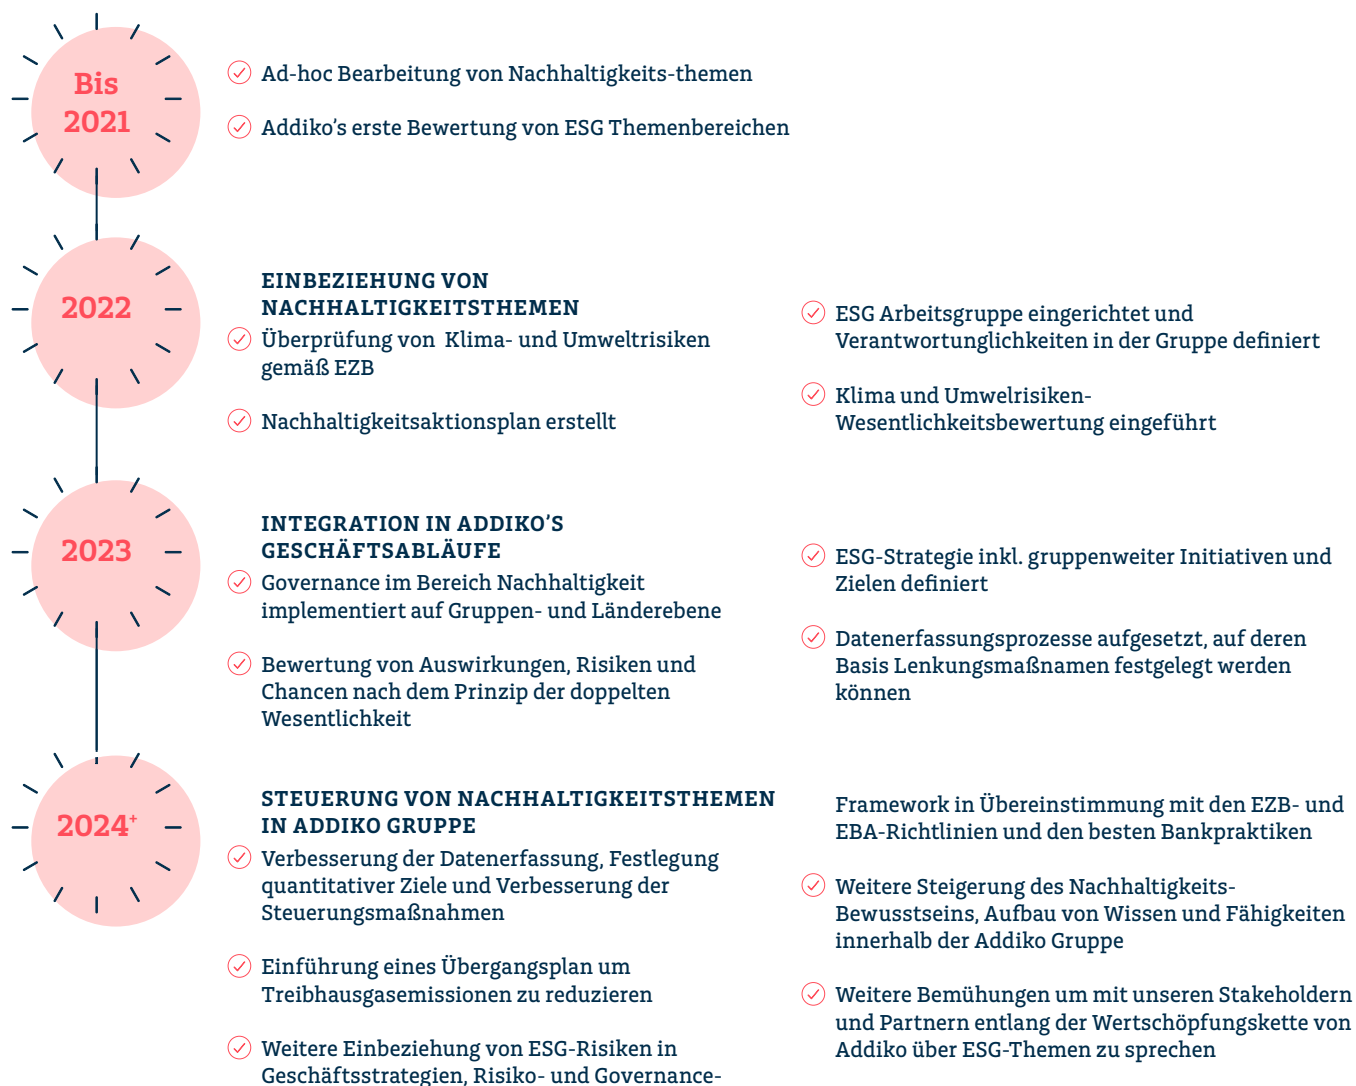 Bis
2021
Ad-hoc Bearbeitung von Nachhaltigkeits-themen
Addiko’s erste Bewertung von ESG Themenbereichen
2022
EINBEZIEHUNG VON
NACHHALTIGKEITSTHEMEN
Überprüfung von Klima- und Umweltrisiken
gemäß EZB
Nachhaltigkeitsaktionsplan erstellt
ESG Arbeitsgruppe eingerichtet und
Verantwortunglichkeiten in der Gruppe definiert
Klima und Umwelrisiken-
Wesentlichkeitsbewertung eingeführt
2023
INTEGRATION IN ADDIKO’S
GESCHÄFTSABLÄUFE
Governance im Bereich Nachhaltigkeit
implementiert auf Gruppen- und Länderebene
Bewertung von Auswirkungen, Risiken und
Chancen nach dem Prinzip der doppelten
Wesentlichkeit
ESG-Strategie inkl. gruppenweiter Initiativen und
Zielen definiert
Datenerfassungsprozesse aufgesetzt, auf deren
Basis Lenkungsmaßnamen festgelegt werden
können
2024+
STEUERUNG VON NACHHALTIGKEITSTHEMEN
IN ADDIKO GRUPPE
Verbesserung der Datenerfassung, Festlegung
quantitativer Ziele und Verbesserung der
Steuerungsmaßnahmen
Einführung eines Übergangsplan um
Treibhausgasemissionen zu reduzieren
Weitere Einbeziehung von ESG-Risiken in
Geschäftsstrategien, Risiko- und Governance-
Framework in Übereinstimmung mit den EZB- und
EBA-Richtlinien und den besten Bankpraktiken
Weitere Steigerung des Nachhaltigkeits-
Bewusstseins, Aufbau von Wissen und Fähigkeiten
innerhalb der Addiko Gruppe
Weitere Bemühungen um mit unseren Stakeholdern
und Partnern entlang der Wertschöpfungskette von
Addiko über ESG-Themen zu sprechen